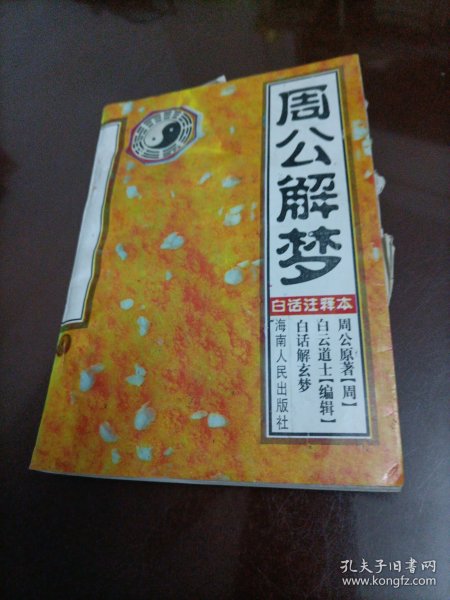 周公解梦
白话注释本
周公原著【周】
白云道士【编辑】
白话解玄梦
海南人民出版社
孔夫子旧书网
www.kongfz.com